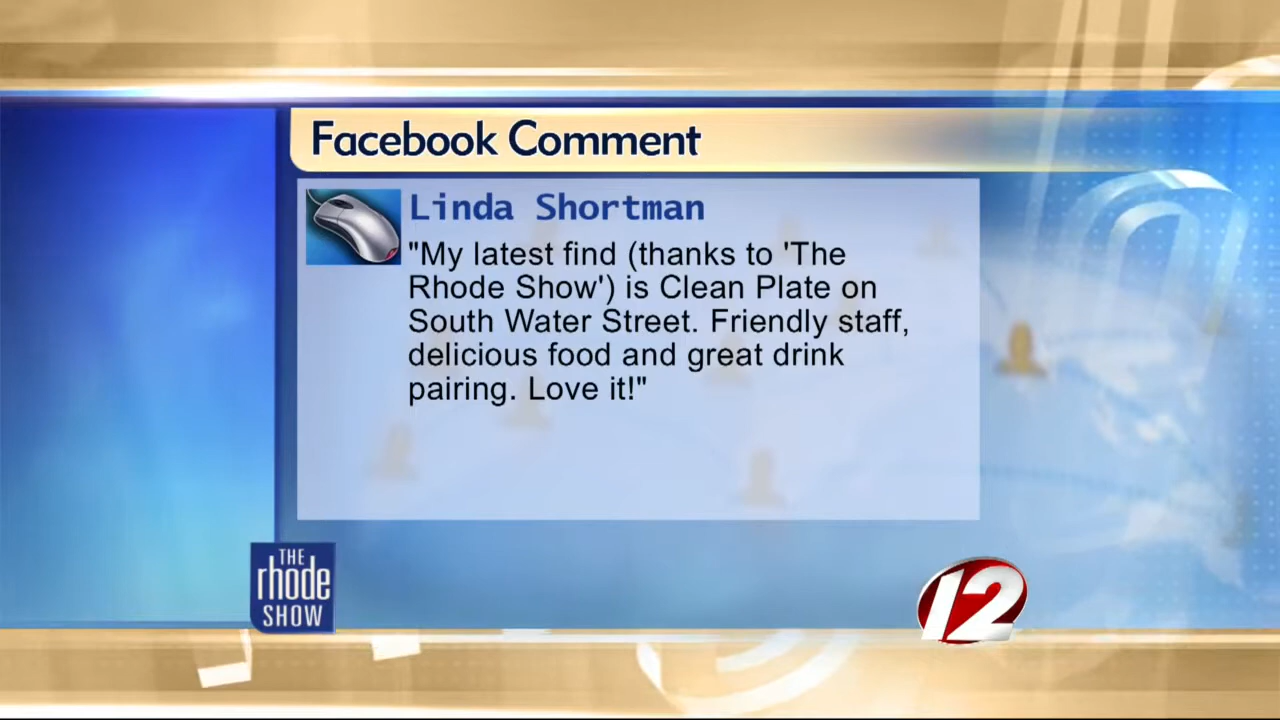 Facebook Comment
Linda Shortman
"My latest find (thanks to 'The
Rhode Show') is Clean Plate on
South Water Street. Friendly staff,
delicious food and great drink
pairing. Love it!"
THE
rhode
SHOW
12